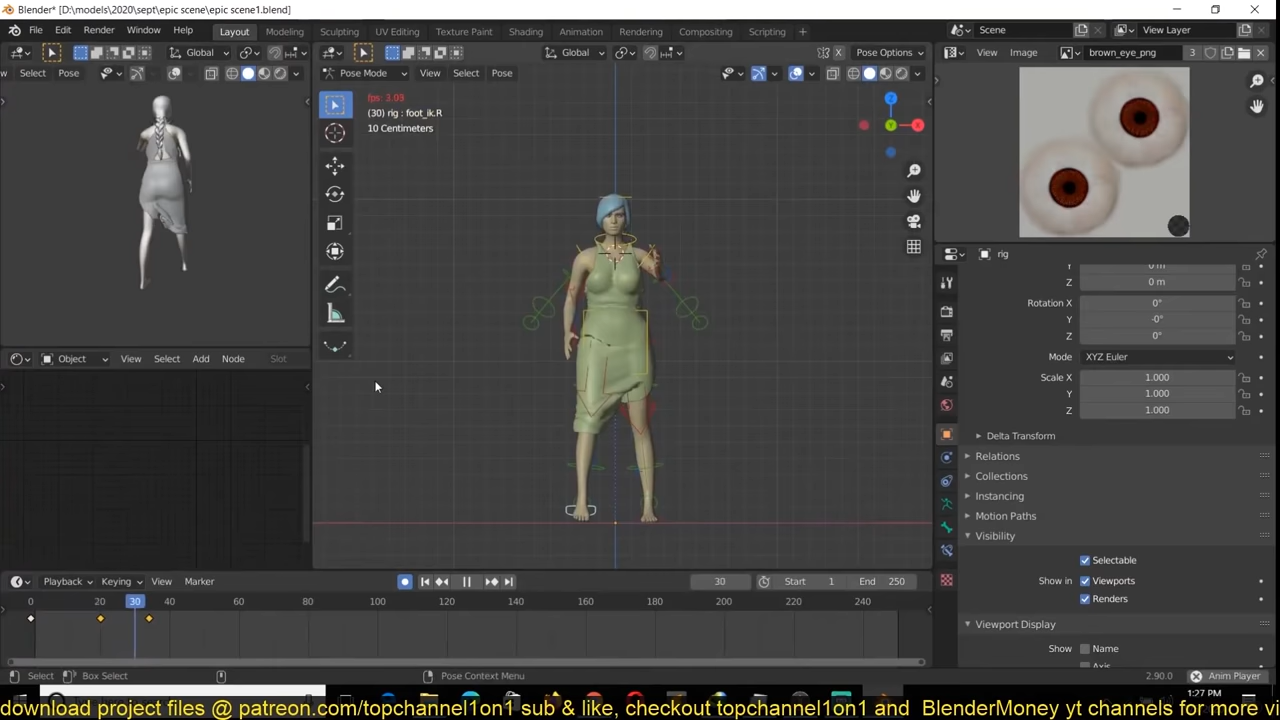 Blender* [D:\models\2020\sept\epic scene\epic scene1.blend]
File Edit Render Window Help Layout Modeling Sculpting UV Editing Texture Paint Shading Animation Rendering Compositing Scripting + Scene View Layer
Global Global Pose Options View Image brown_eye_png 3
w Select Pose Pose Mode View Select Pose
fps: 3.09
(30) rig : foot_ik.R
10 Centimeters
Z
Y
X
rig
Y 0 m
Z 0 m
Rotation X 0°
Y -0°
Z 0°
Mode XYZ Euler
Object View Select Add Node Slot
Scale X 1.000
Y 1.000
Z 1.000
Delta Transform
Relations
Collections
Instancing
Motion Paths
Visibility
Selectable
Show in Viewports
Renders
Viewport Display
Show Name
Playback Keying View Marker 30 Start 1 End 250
0 20 30 40 60 80 100 120 140 160 180 200 220 240
Select Box Select Pose Context Menu 2.90.0 Anim Player
1:27 PM
download project files @ patreon.com/topchannel1on1 sub & like, checkout topchannel1on1 and BlenderMoney yt channels for more vi